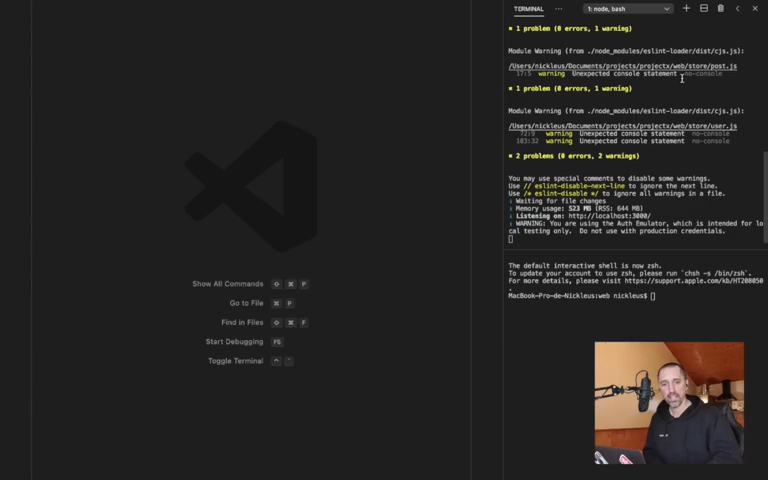 TERMINAL
1: node, bash
✖ 1 problem (0 errors, 1 warning)
Module Warning (from ./node_modules/eslint-loader/dist/cjs.js):
/Users/nickleus/Documents/projects/projectx/web/store/post.js
17:5 warning Unexpected console statement no-console
✖ 1 problem (0 errors, 1 warning)
Module Warning (from ./node_modules/eslint-loader/dist/cjs.js):
/Users/nickleus/Documents/projects/projectx/web/store/user.js
72:9 warning Unexpected console statement no-console
103:32 warning Unexpected console statement no-console
✖ 2 problems (0 errors, 2 warnings)
You may use special comments to disable some warnings.
Use // eslint-disable-next-line to ignore the next line.
Use /* eslint-disable */ to ignore all warnings in a file.
ℹ Waiting for file changes
ℹ Memory usage: 523 MB (RSS: 644 MB)
ℹ Listening on: http://localhost:3000/
ℹ WARNING: You are using the Auth Emulator, which is intended for lo
cal testing only. Do not use with production credentials.
The default interactive shell is now zsh.
To update your account to use zsh, please run `chsh -s /bin/zsh`.
For more details, please visit https://support.apple.com/kb/HT208050
.
MacBook-Pro-de-Nickleus:web nickleus$
Show All Commands ⇧ ⌘ P
Go to File ⌘ P
Find in Files ⇧ ⌘ F
Start Debugging F5
Toggle Terminal ^ `